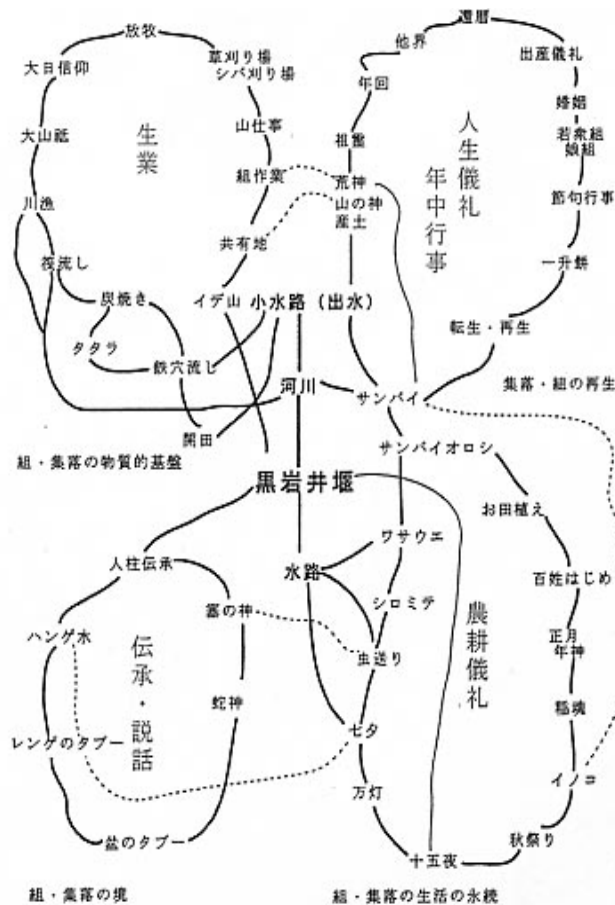 放牧
大日信仰
草刈り場
シバ刈り場
大山祗
生業
山仕事
川漁
組作業
筏流し
共有地
炭焼き
イデ山
タタラ
鉄穴流し
開田
組・集落の物質的基盤
還暦
他界
出産儀礼
年回
婚姻
祖霊
人生儀礼
年中行事
若衆組
娘組
荒神
山の神
産土
節句行事
一升餅
小水路(出水)
転生・再生
河川
サンバイ
集落・組の再生
サンバイオロシ
黒岩井堰
お田植え
ワサウエ
人柱伝承
水路
百姓はじめ
塞の神
シロミテ
農耕儀礼
ハンゲ水
伝承・説話
虫送り
正月
年神
蛇神
稲魂
レンゲのタブー
七夕
イノコ
万灯
盆のタブー
十五夜
秋祭り
組・集落の境
組・集落の生活の永続